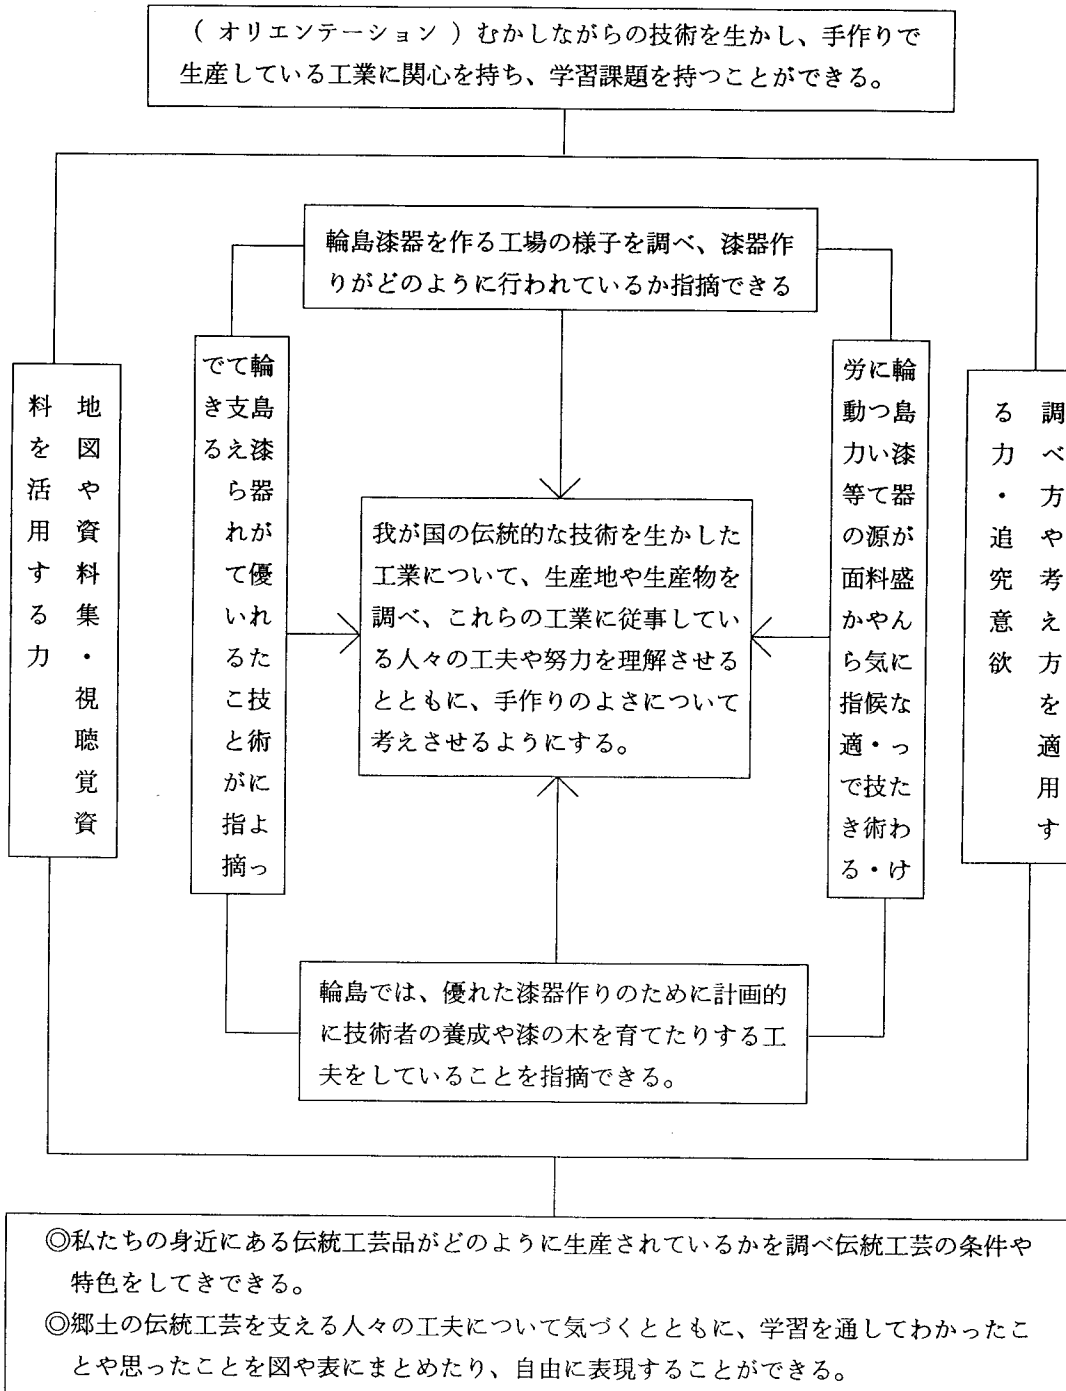 （ オリエンテーション ）むかしながらの技術を生かし、手作りで
生産している工業に関心を持ち、学習課題を持つことができる。
輪島漆器を作る工場の様子を調べ、漆器作
りがどのように行われているか指摘できる
調べ方や考え方を適用す
る力・追究意欲
輪島漆器が盛んになったわけ
について源料や気候・技術・
労動力等の面から指適できる
我が国の伝統的な技術を生かした
工業について、生産地や生産物を
調べ、これらの工業に従事してい
る人々の工夫や努力を理解させる
とともに、手作りのよさについて
考えさせるようにする。
輪島漆器が優れた技術によっ
て支えられていることが指摘
できる
地図や資料集・視聴覚資
料を活用する力
輪島では、優れた漆器作りのために計画的
に技術者の養成や漆の木を育てたりする工
夫をしていることを指摘できる。
◎私たちの身近にある伝統工芸品がどのように生産されているかを調べ伝統工芸の条件や
特色をしてきできる。
◎郷土の伝統工芸を支える人々の工夫について気づくとともに、学習を通してわかったこ
とや思ったことを図や表にまとめたり、自由に表現することができる。